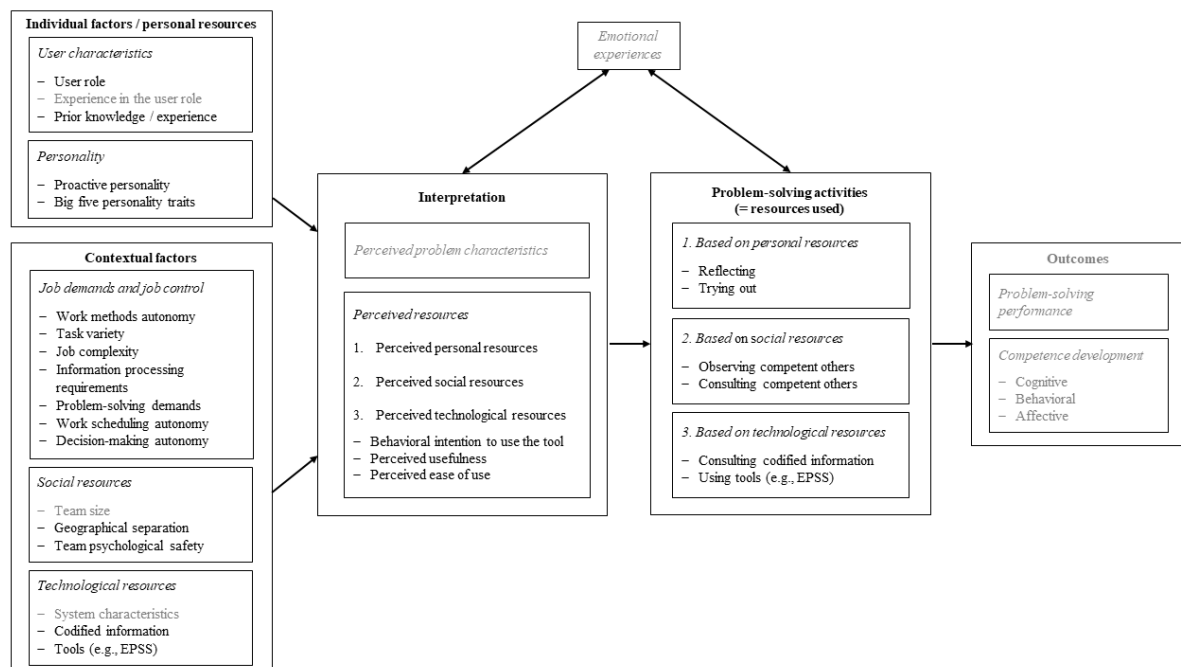 Individual factors / personal resources
User characteristics
– User role
– Experience in the user role
– Prior knowledge / experience
Personality
– Proactive personality
– Big five personality traits
Contextual factors
Job demands and job control
– Work methods autonomy
– Task variety
– Job complexity
– Information processing
requirements
– Problem-solving demands
– Work scheduling autonomy
– Decision-making autonomy
Social resources
– Team size
– Geographical separation
– Team psychological safety
Technological resources
– System characteristics
– Codified information
– Tools (e.g., EPSS)
Emotional
experiences
Interpretation
Perceived problem characteristics
Perceived resources
1. Perceived personal resources
2. Perceived social resources
3. Perceived technological resources
– Behavioral intention to use the tool
– Perceived usefulness
– Perceived ease of use
Problem-solving activities
(= resources used)
1. Based on personal resources
– Reflecting
– Trying out
2. Based on social resources
– Observing competent others
– Consulting competent others
3. Based on technological resources
– Consulting codified information
– Using tools (e.g., EPSS)
Outcomes
Problem-solving
performance
Competence development
– Cognitive
– Behavioral
– Affective